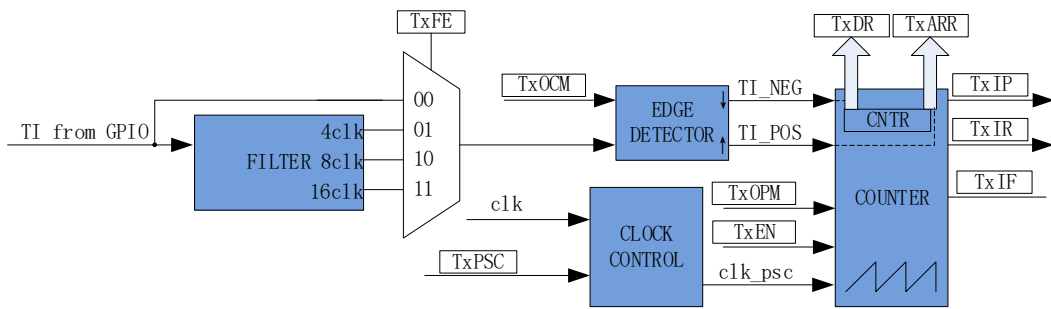 TxFE
TxDR
TxARR
TxOCM
TI_NEG
TxIP
00
EDGE
DETECTOR
↓
↑
CNTR
TI from GPIO
4clk
01
TI_POS
TxIR
FILTER 8clk
10
16clk
11
TxIF
clk
TxOPM
COUNTER
CLOCK
CONTROL
TxEN
TxPSC
clk_psc